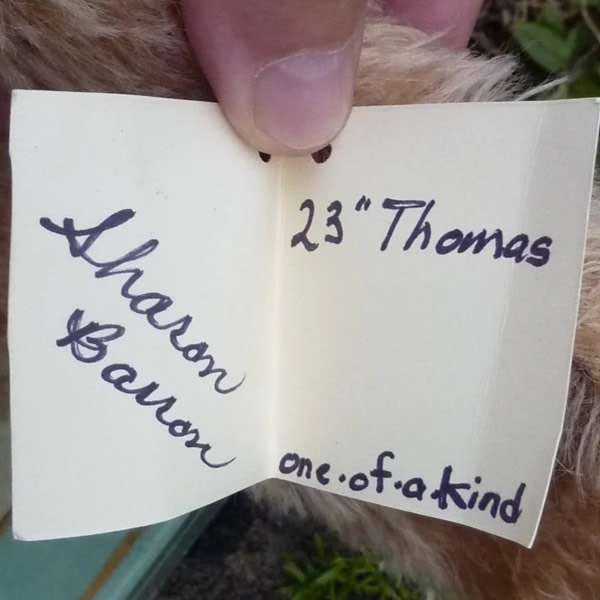 Sharon
Barron
23" Thomas
one.of.a.kind